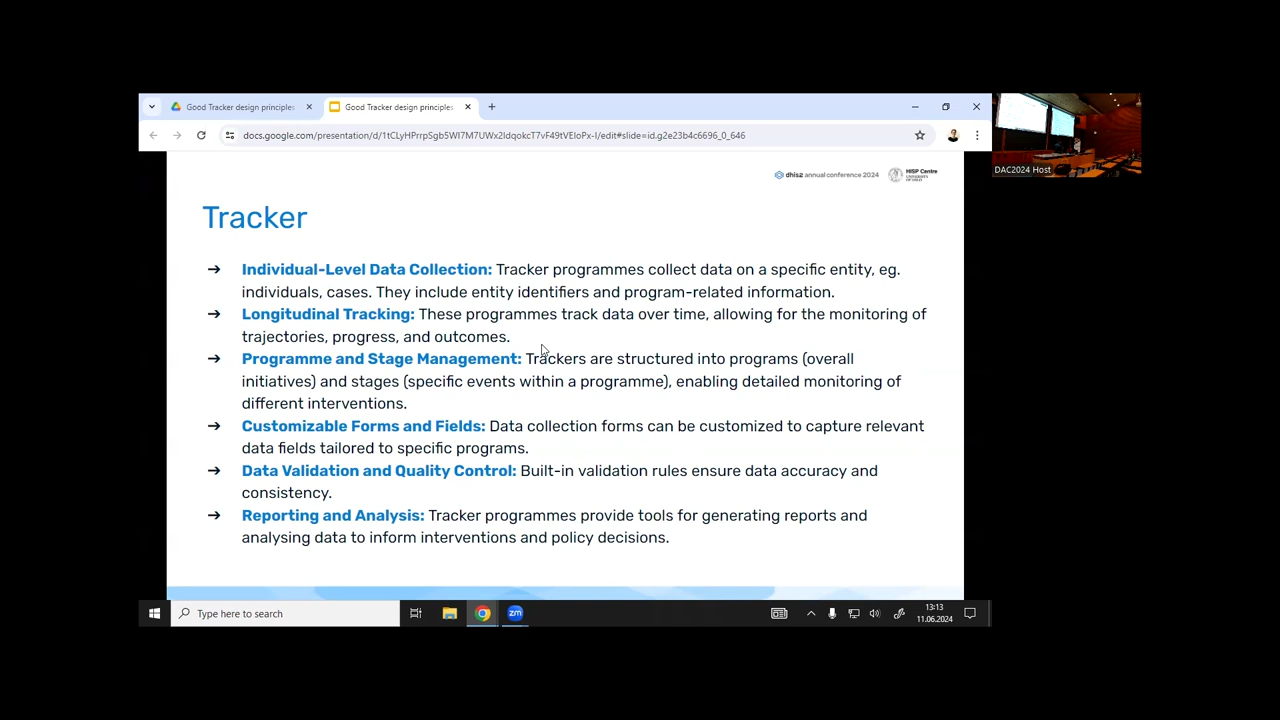 Good Tracker design principles
Good Tracker design principles
docs.google.com/presentation/d/1tCLyHPrrpSgb5WI7M7UWx2ldqokcT7vF49tVEloPx-I/edit#slide=id.g2e23b4c6696_0_646
DAC2024 Host
dhis2 annual conference 2024
HISP Centre
UNIVERSITY
OF OSLO
Tracker
➔ Individual-Level Data Collection: Tracker programmes collect data on a specific entity, eg.
individuals, cases. They include entity identifiers and program-related information.
➔ Longitudinal Tracking: These programmes track data over time, allowing for the monitoring of
trajectories, progress, and outcomes.
➔ Programme and Stage Management: Trackers are structured into programs (overall
initiatives) and stages (specific events within a programme), enabling detailed monitoring of
different interventions.
➔ Customizable Forms and Fields: Data collection forms can be customized to capture relevant
data fields tailored to specific programs.
➔ Data Validation and Quality Control: Built-in validation rules ensure data accuracy and
consistency.
➔ Reporting and Analysis: Tracker programmes provide tools for generating reports and
analysing data to inform interventions and policy decisions.
Type here to search
zm
13:13
11.06.2024